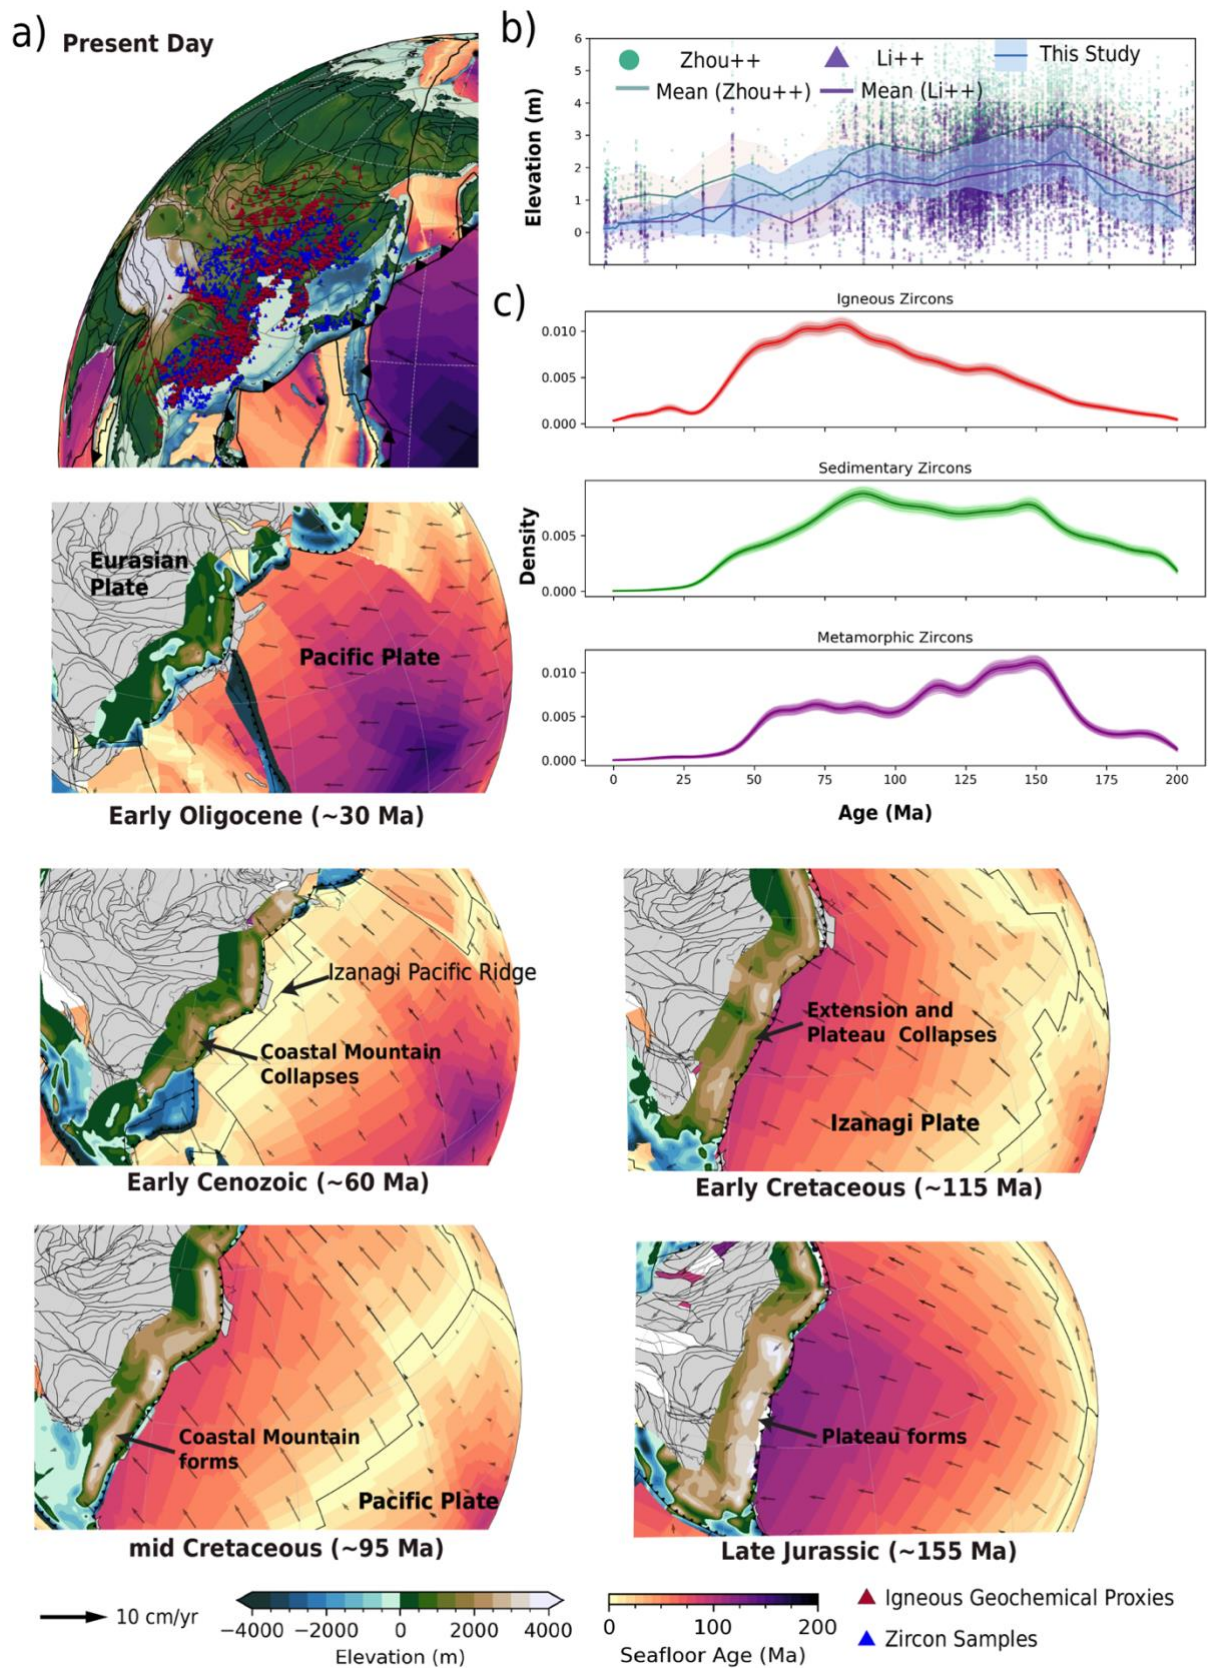 a) Present Day
b)
Elevation (m)
6
5
4
3
2
1
0
Zhou++
Li++
This Study
Mean (Zhou++)
Mean (Li++)
c)
Igneous Zircons
0.010
0.005
0.000
Sedimentary Zircons
0.005
0.000
Density
Metamorphic Zircons
0.010
0.005
0.000
0 25 50 75 100 125 150 175 200
Age (Ma)
Eurasian
Plate
Pacific Plate
Early Oligocene (~30 Ma)
Izanagi Pacific Ridge
Coastal Mountain
Collapses
Early Cenozoic (~60 Ma)
Extension and
Plateau Collapses
Izanagi Plate
Early Cretaceous (~115 Ma)
Coastal Mountain
forms
Pacific Plate
mid Cretaceous (~95 Ma)
Plateau forms
Late Jurassic (~155 Ma)
10 cm/yr
−4000 −2000 0 2000 4000
Elevation (m)
0 100 200
Seafloor Age (Ma)
Igneous Geochemical Proxies
Zircon Samples